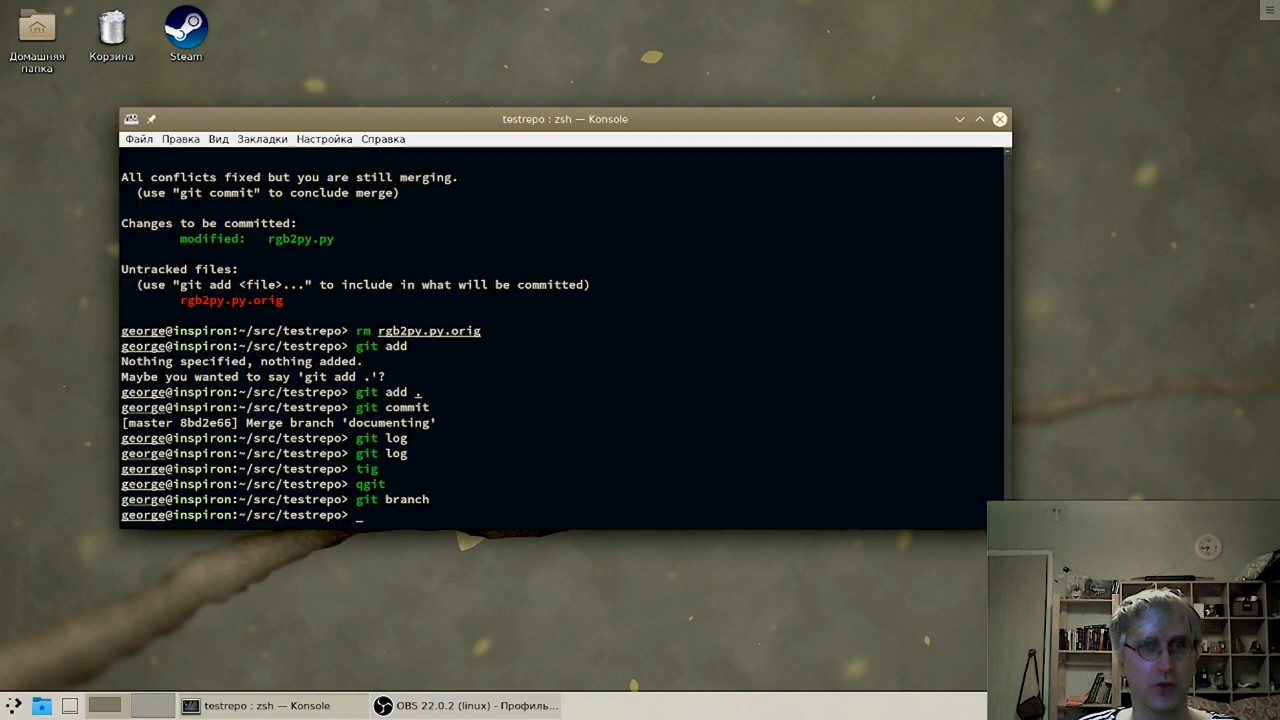 Домашняя
папка
Корзина
Steam
testrepo : zsh — Konsole
Файл Правка Вид Закладки Настройка Справка
All conflicts fixed but you are still merging.
(use "git commit" to conclude merge)
Changes to be committed:
modified: rgb2py.py
Untracked files:
(use "git add <file>..." to include in what will be committed)
rgb2py.py.orig
george@inspiron:~/src/testrepo> rm rgb2py.py.orig
george@inspiron:~/src/testrepo> git add
Nothing specified, nothing added.
Maybe you wanted to say 'git add .'?
george@inspiron:~/src/testrepo> git add .
george@inspiron:~/src/testrepo> git commit
[master 8bd2e66] Merge branch 'documenting'
george@inspiron:~/src/testrepo> git log
george@inspiron:~/src/testrepo> git log
george@inspiron:~/src/testrepo> tig
george@inspiron:~/src/testrepo> qgit
george@inspiron:~/src/testrepo> git branch
george@inspiron:~/src/testrepo> _
testrepo : zsh — Konsole
OBS 22.0.2 (linux) - Профиль...